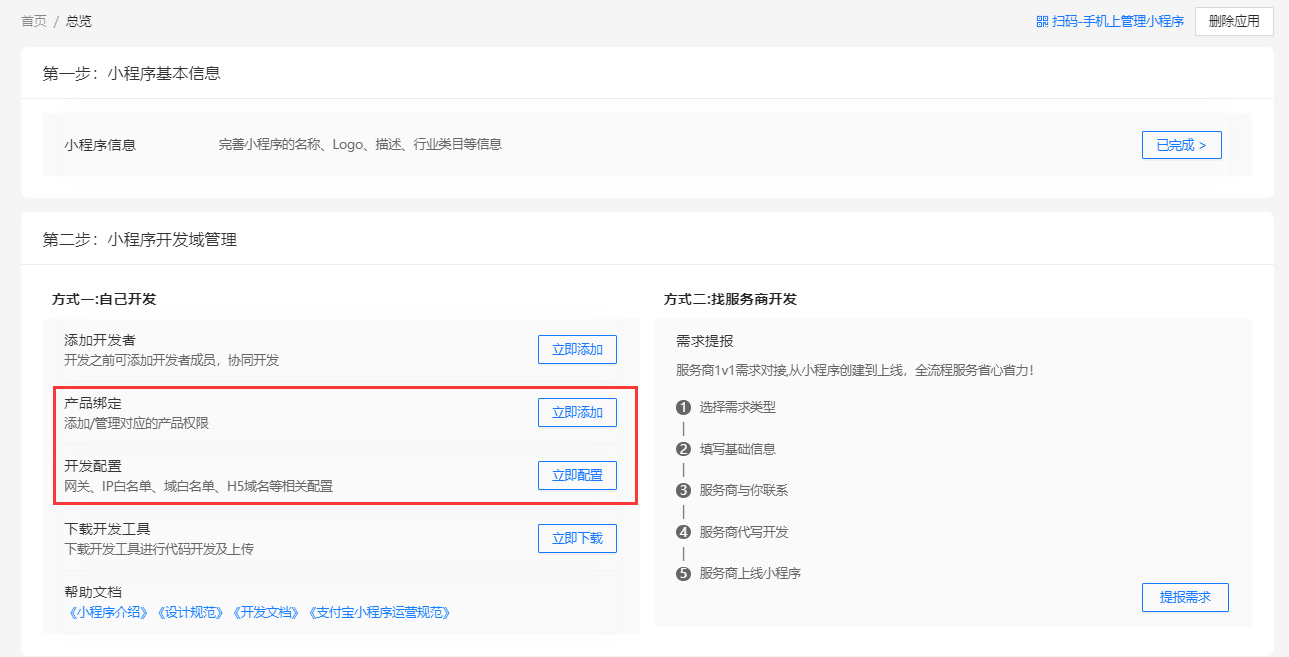 首页 / 总览
扫码-手机上管理小程序
删除应用
第一步：小程序基本信息
小程序信息
完善小程序的名称、Logo、描述、行业类目等信息
已完成 >
第二步：小程序开发域管理
方式一:自己开发
添加开发者
开发之前可添加开发者成员，协同开发
立即添加
产品绑定
添加/管理对应的产品权限
立即添加
开发配置
网关、IP白名单、域白名单、H5域名等相关配置
立即配置
下载开发工具
下载开发工具进行代码开发及上传
立即下载
帮助文档
《小程序介绍》《设计规范》《开发文档》《支付宝小程序运营规范》
方式二:找服务商开发
需求提报
服务商1v1需求对接,从小程序创建到上线，全流程服务省心省力！
1 选择需求类型
2 填写基础信息
3 服务商与你联系
4 服务商代写开发
5 服务商上线小程序
提报需求